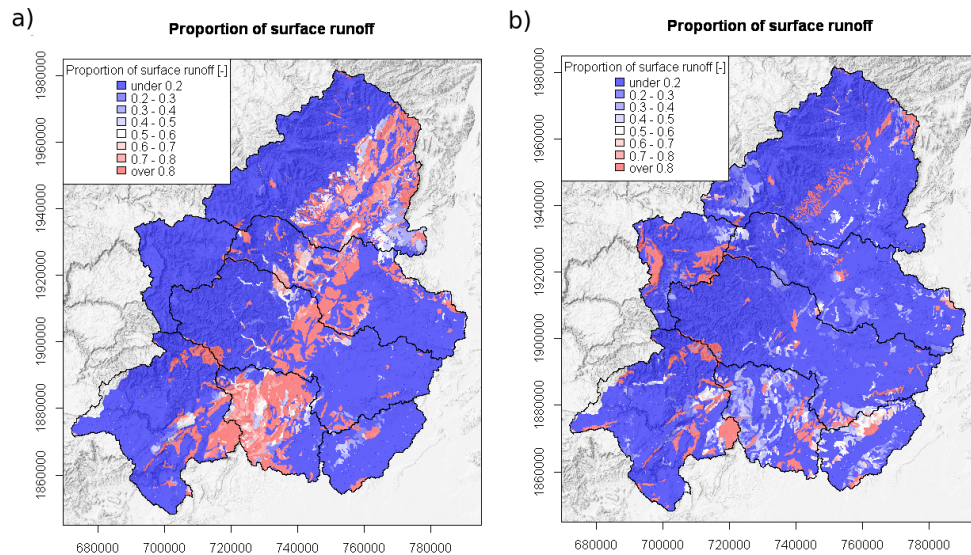 a)
Proportion of surface runoff
Proportion of surface runoff [-]
under 0.2
0.2 - 0.3
0.3 - 0.4
0.4 - 0.5
0.5 - 0.6
0.6 - 0.7
0.7 - 0.8
over 0.8
1980000
1960000
1940000
1920000
1900000
1880000
1860000
680000 700000 720000 740000 760000 780000
b)
Proportion of surface runoff
Proportion of surface runoff [-]
under 0.2
0.2 - 0.3
0.3 - 0.4
0.4 - 0.5
0.5 - 0.6
0.6 - 0.7
0.7 - 0.8
over 0.8
1980000
1960000
1940000
1920000
1900000
1880000
1860000
680000 700000 720000 740000 760000 780000